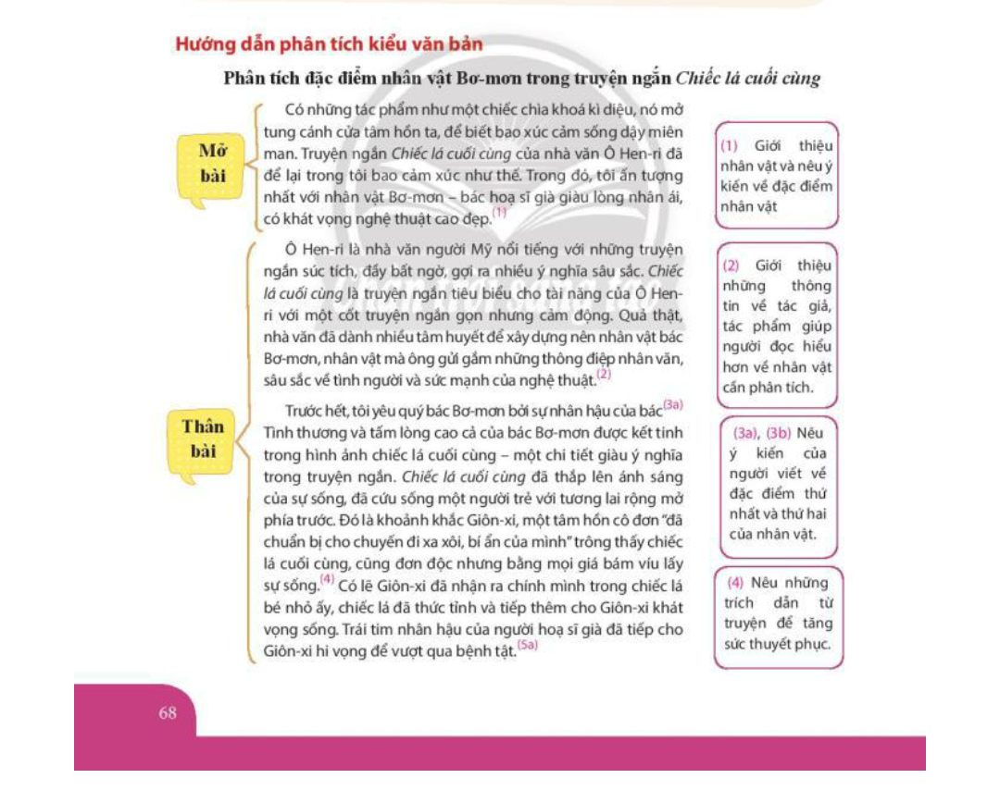 Hướng dẫn phân tích kiểu văn bản
Phân tích đặc điểm nhân vật Bơ-mơn trong truyện ngắn Chiếc lá cuối cùng
Mở
bài
Có những tác phẩm như một chiếc chìa khoá kì diệu, nó mở
tung cánh cửa tâm hồn ta, để biết bao xúc cảm sống dậy miên
man. Truyện ngắn Chiếc lá cuối cùng của nhà văn Ô Hen-ri đã
để lại trong tôi bao cảm xúc như thế. Trong đó, tôi ấn tượng
nhất với nhân vật Bơ-mơn – bác hoạ sĩ già giàu lòng nhân ái,
có khát vọng nghệ thuật cao đẹp.(1)
(1) Giới thiệu
nhân vật và nêu ý
kiến về đặc điểm
nhân vật
Thân
bài
Ô Hen-ri là nhà văn người Mỹ nổi tiếng với những truyện
ngắn súc tích, đầy bất ngờ, gợi ra nhiều ý nghĩa sâu sắc. Chiếc
lá cuối cùng là truyện ngắn tiêu biểu cho tài năng của Ô Hen-
ri với một cốt truyện ngắn gọn nhưng cảm động. Quả thật,
nhà văn đã dành nhiều tâm huyết để xây dựng nên nhân vật bác
Bơ-mơn, nhân vật mà ông gửi gắm những thông điệp nhân văn,
sâu sắc về tình người và sức mạnh của nghệ thuật.(2)
(2) Giới thiệu
những thông
tin về tác giả,
tác phẩm giúp
người đọc hiểu
hơn về nhân vật
cần phân tích.
Trước hết, tôi yêu quý bác Bơ-mơn bởi sự nhân hậu của bác(3a)
Tình thương và tấm lòng cao cả của bác Bơ-mơn được kết tinh
trong hình ảnh chiếc lá cuối cùng – một chi tiết giàu ý nghĩa
trong truyện ngắn. Chiếc lá cuối cùng đã thắp lên ánh sáng
của sự sống, đã cứu sống một người trẻ với tương lai rộng mở
phía trước. Đó là khoảnh khắc Giôn-xi, một tâm hồn cô đơn “đã
chuẩn bị cho chuyến đi xa xôi, bí ẩn của mình” trông thấy chiếc
lá cuối cùng, cũng đơn độc nhưng bằng mọi giá bám víu lấy
sự sống.(4) Có lẽ Giôn-xi đã nhận ra chính mình trong chiếc lá
bé nhỏ ấy, chiếc lá đã thức tỉnh và tiếp thêm cho Giôn-xi khát
vọng sống. Trái tim nhân hậu của người hoạ sĩ già đã tiếp cho
Giôn-xi hi vọng để vượt qua bệnh tật.(5a)
(3a), (3b) Nêu
ý kiến của
người viết về
đặc điểm thứ
nhất và thứ hai
của nhân vật.
(4) Nêu những
trích dẫn từ
truyện để tăng
sức thuyết phục.
68
Chân trời sáng tạo